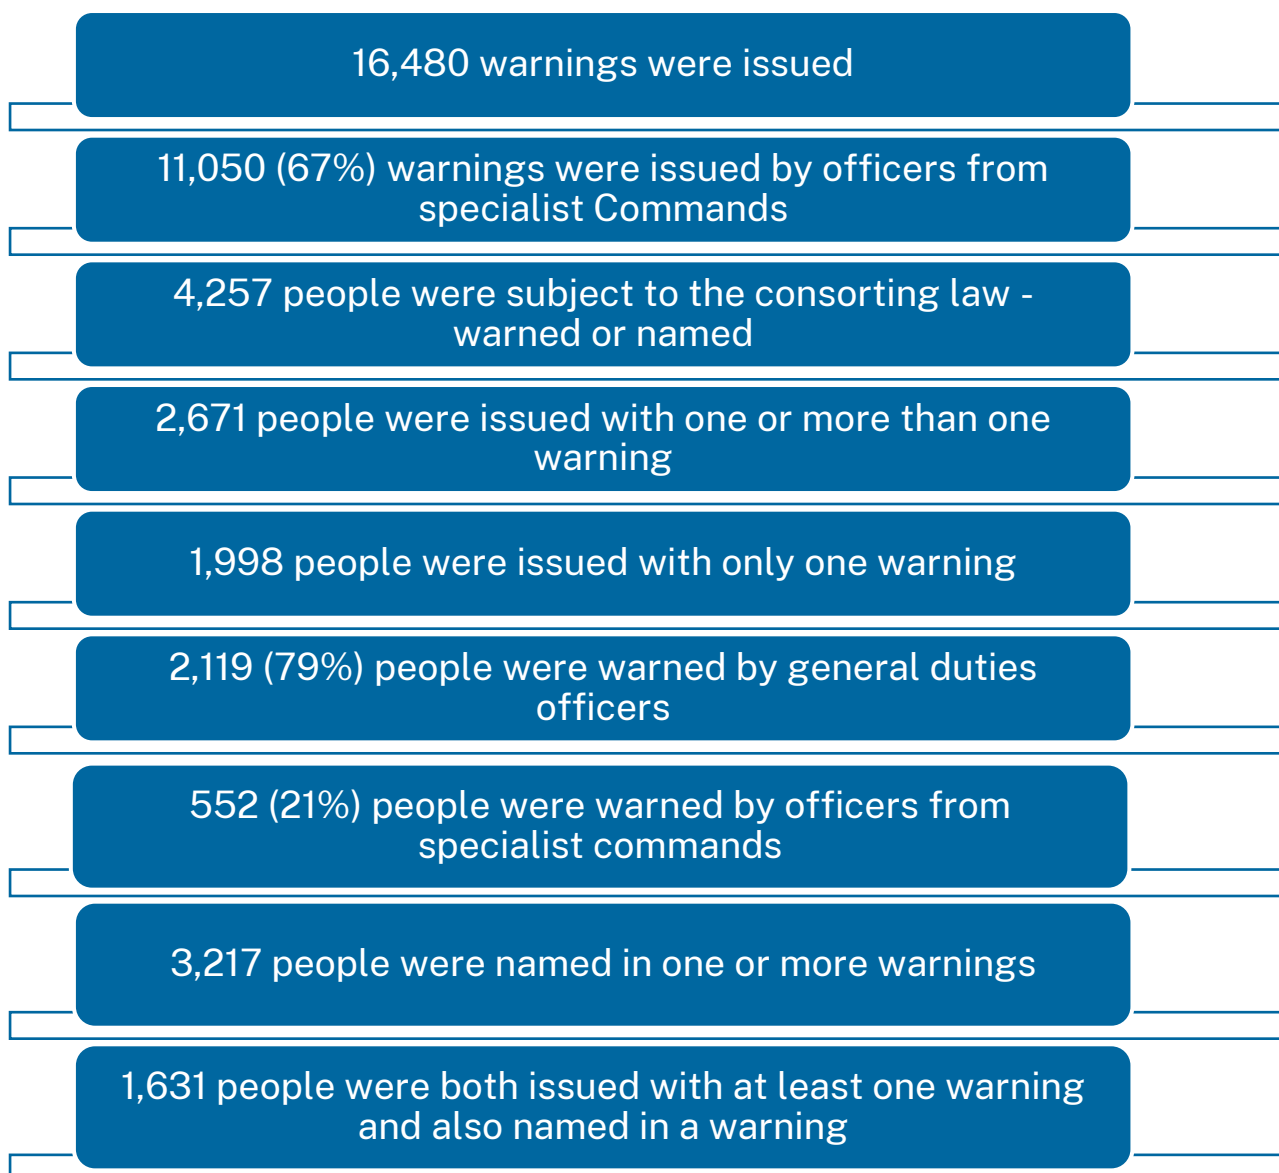 16,480 warnings were issued
11,050 (67%) warnings were issued by officers from
specialist Commands
4,257 people were subject to the consorting law -
warned or named
2,671 people were issued with one or more than one
warning
1,998 people were issued with only one warning
2,119 (79%) people were warned by general duties
officers
552 (21%) people were warned by officers from
specialist commands
3,217 people were named in one or more warnings
1,631 people were both issued with at least one warning
and also named in a warning